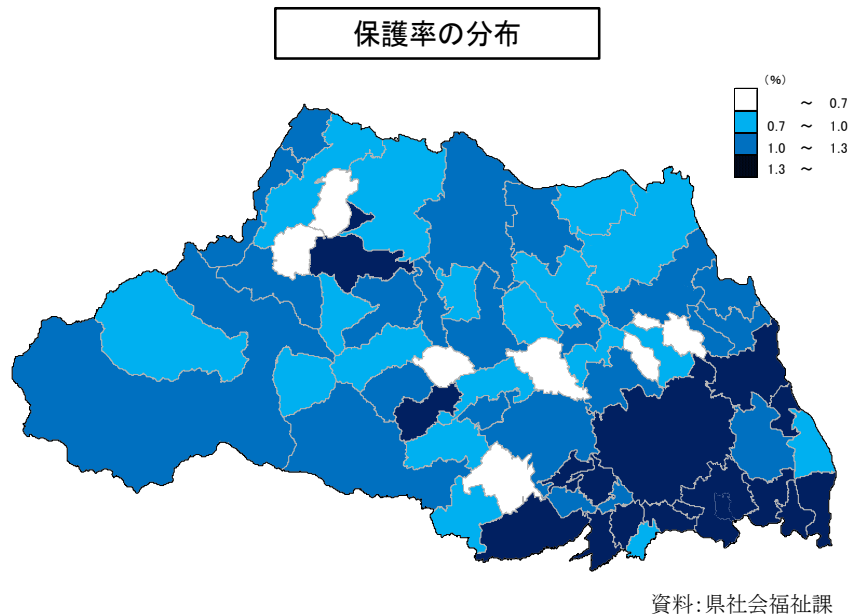 保護率の分布
(%)
～ 0.7
0.7 ～ 1.0
1.0 ～ 1.3
1.3 ～
資料:県社会福祉課